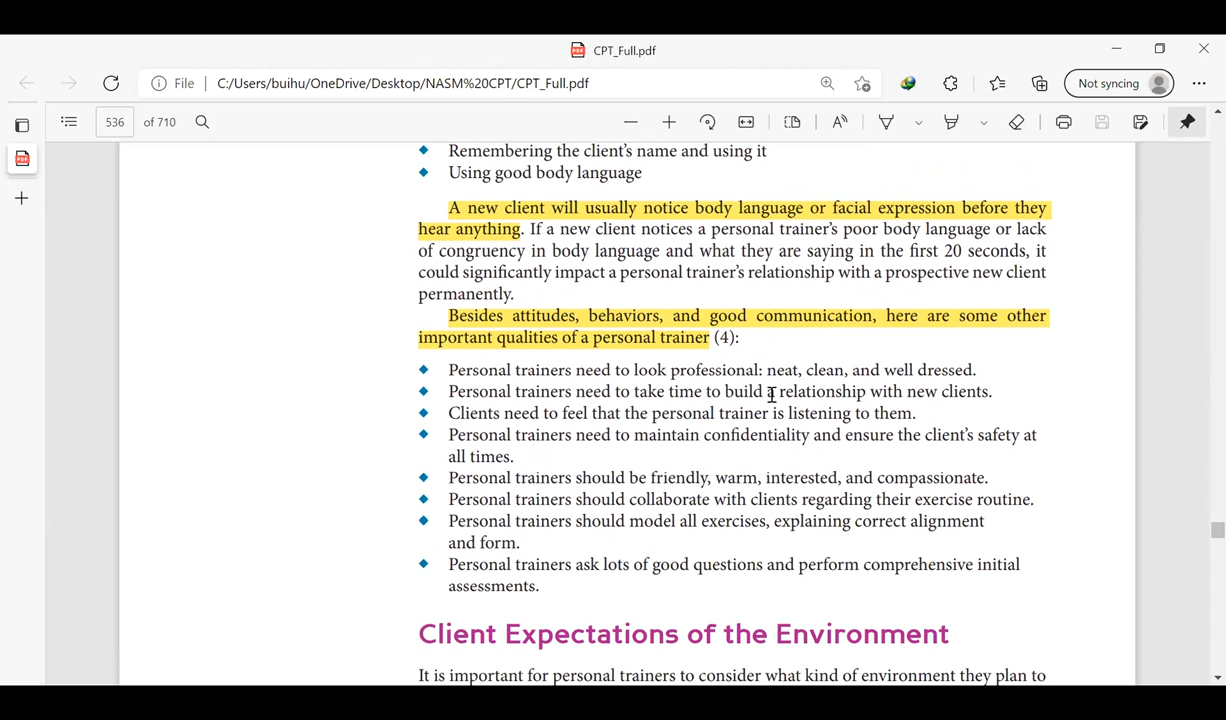 CPT_Full.pdf
File
C:/Users/buihu/OneDrive/Desktop/NASM%20CPT/CPT_Full.pdf
Not syncing
536 of 710
Remembering the client's name and using it
Using good body language
A new client will usually notice body language or facial expression before they
hear anything. If a new client notices a personal trainer's poor body language or lack
of congruency in body language and what they are saying in the first 20 seconds, it
could significantly impact a personal trainer's relationship with a prospective new client
permanently.
Besides attitudes, behaviors, and good communication, here are some other
important qualities of a personal trainer (4):
Personal trainers need to look professional: neat, clean, and well dressed.
Personal trainers need to take time to build a relationship with new clients.
Clients need to feel that the personal trainer is listening to them.
Personal trainers need to maintain confidentiality and ensure the client's safety at
all times.
Personal trainers should be friendly, warm, interested, and compassionate.
Personal trainers should collaborate with clients regarding their exercise routine.
Personal trainers should model all exercises, explaining correct alignment
and form.
Personal trainers ask lots of good questions and perform comprehensive initial
assessments.
Client Expectations of the Environment
It is important for personal trainers to consider what kind of environment they plan to